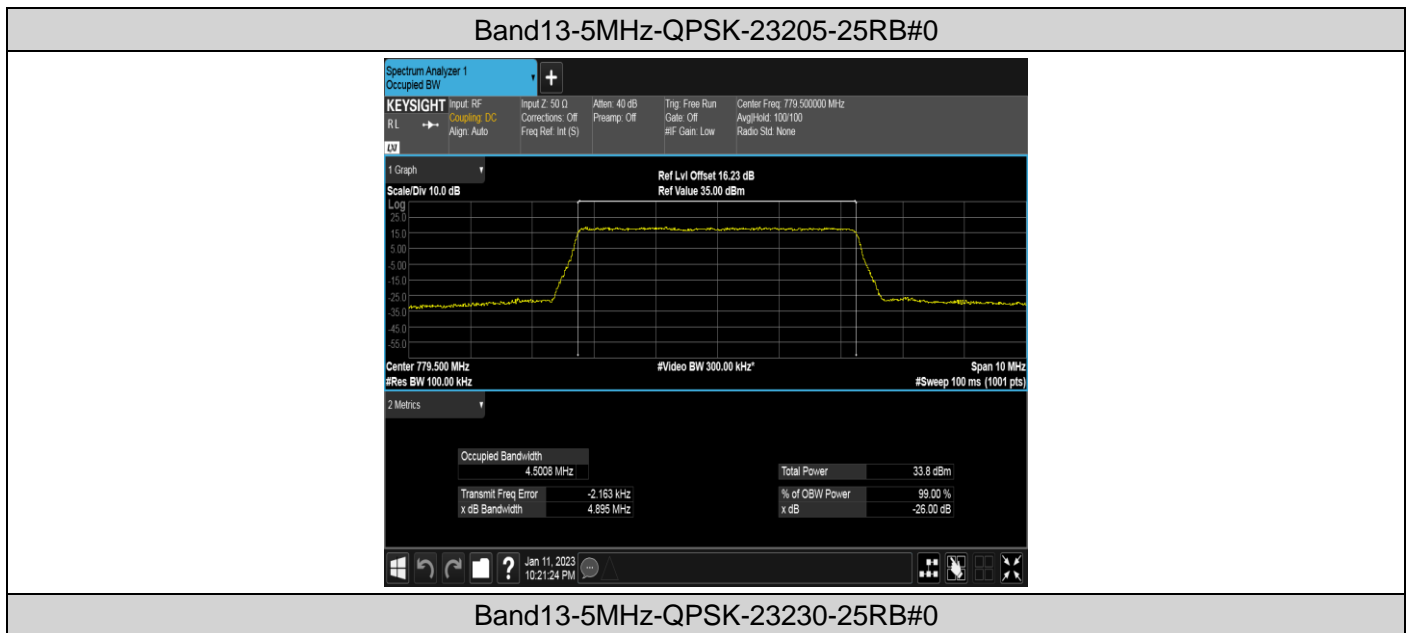 Band13-5MHz-QPSK-23205-25RB#0
Spectrum Analyzer 1
Occupied BW
+
KEYSIGHT Input: RF Input Z: 50 Ω Atten: 40 dB Trig: Free Run Center Freq: 779.500000 MHz
RL Coupling: DC Corrections: Off Preamp: Off Gate: Off Avg|Hold: 100/100
Align: Auto Freq Ref: Int (S) #IF Gain: Low Radio Std: None
LXI
1 Graph
Ref Lvl Offset 16.23 dB
Scale/Div 10.0 dB Ref Value 35.00 dBm
Log
25.0
15.0
5.00
-5.00
-15.0
-25.0
-35.0
-45.0
-55.0
Center 779.500 MHz #Video BW 300.00 kHz* Span 10 MHz
#Res BW 100.00 kHz #Sweep 100 ms (1001 pts)
2 Metrics
Occupied Bandwidth
4.5008 MHz
Total Power 33.8 dBm
Transmit Freq Error -2.163 kHz % of OBW Power 99.00 %
x dB Bandwidth 4.895 MHz x dB -26.00 dB
? Jan 11, 2023
10:21:24 PM
Band13-5MHz-QPSK-23230-25RB#0